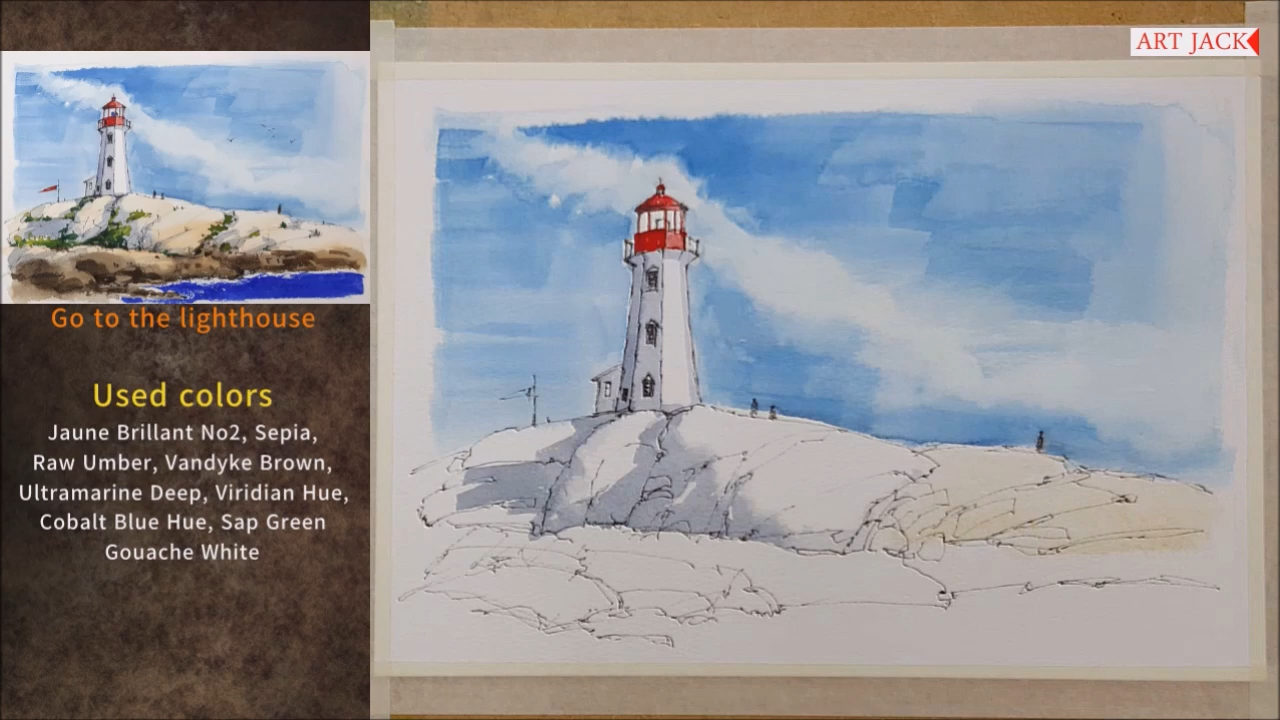 ART JACK
Go to the lighthouse
Used colors
Jaune Brillant No2, Sepia,
Raw Umber, Vandyke Brown,
Ultramarine Deep, Viridian Hue,
Cobalt Blue Hue, Sap Green
Gouache White